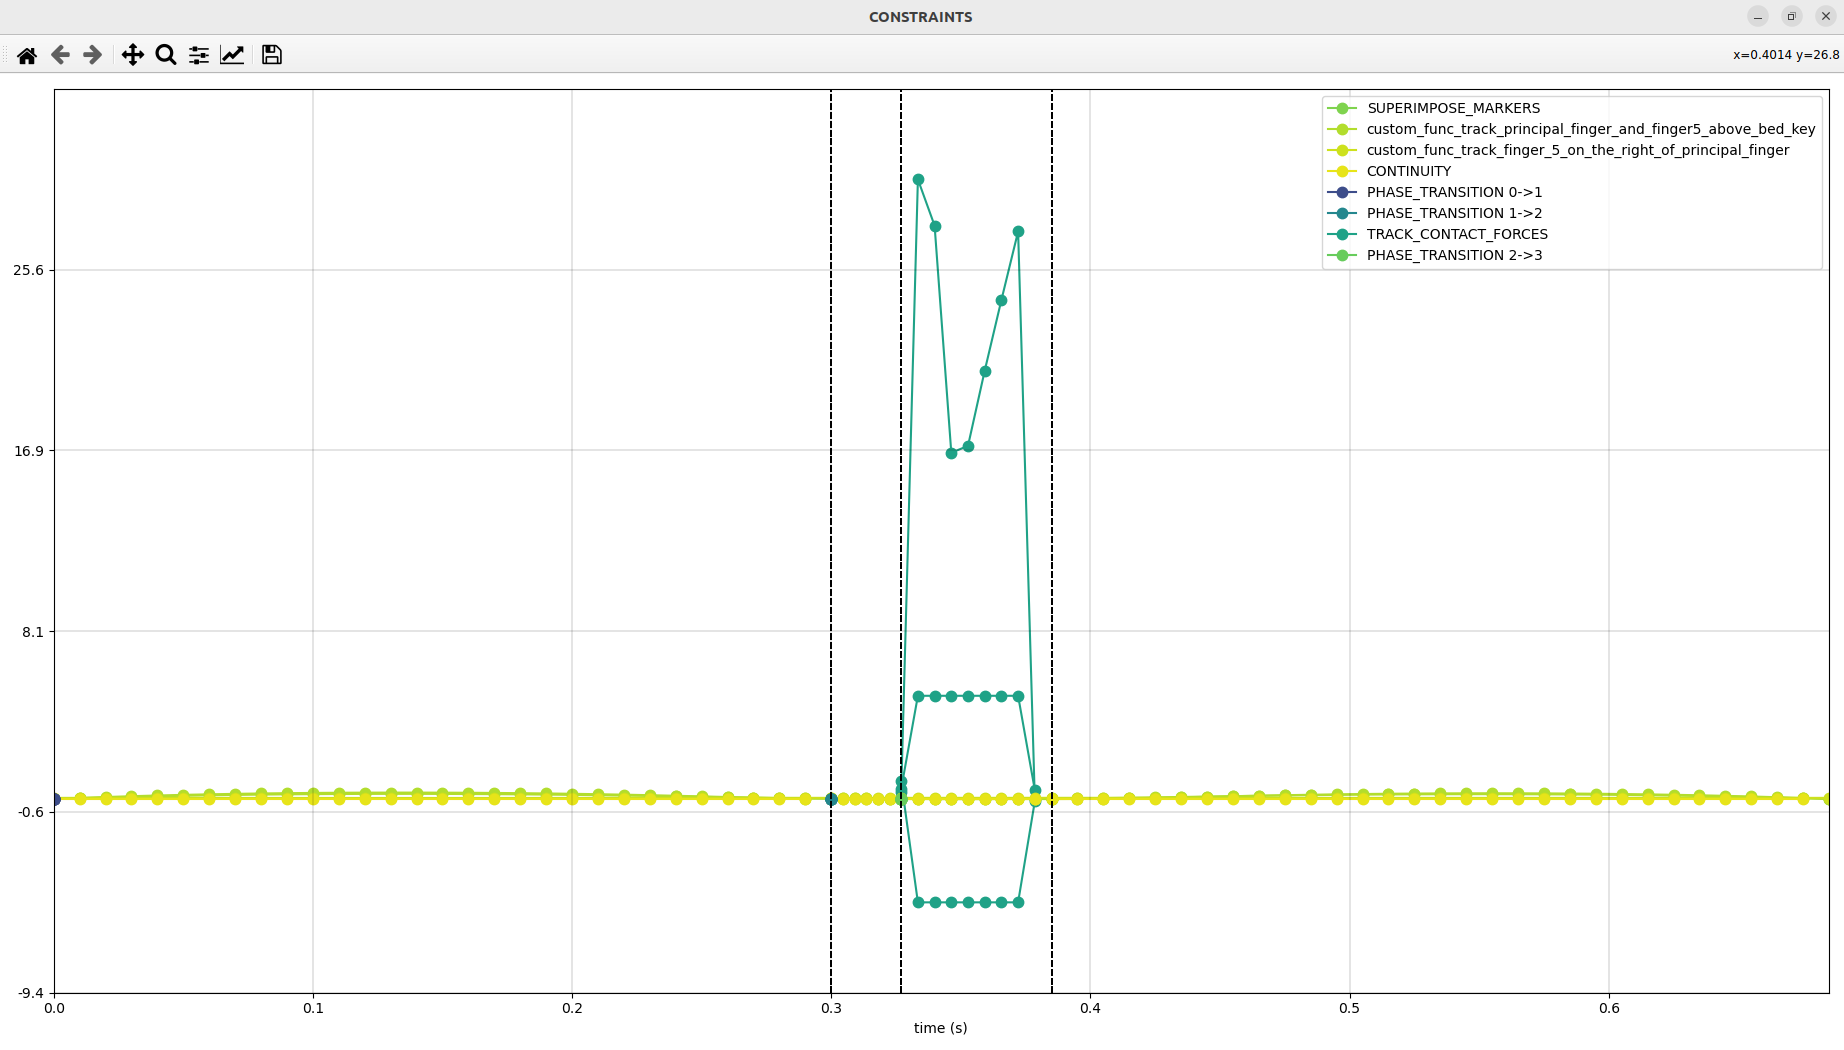 CONSTRAINTS
x=0.4014 y=26.8
SUPERIMPOSE_MARKERS
custom_func_track_principal_finger_and_finger5_above_bed_key
custom_func_track_finger_5_on_the_right_of_principal_finger
CONTINUITY
PHASE_TRANSITION 0->1
PHASE_TRANSITION 1->2
TRACK_CONTACT_FORCES
PHASE_TRANSITION 2->3
25.6
16.9
8.1
-0.6
-9.4
0.0 0.1 0.2 0.3 0.4 0.5 0.6
time (s)